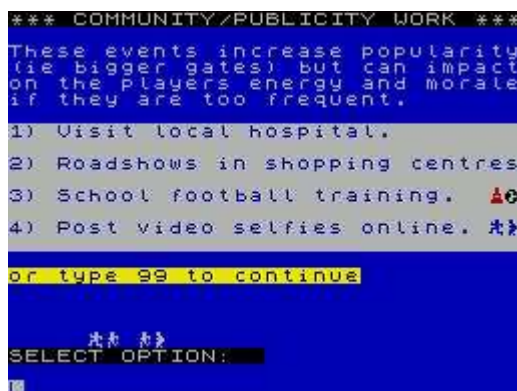 *** COMMUNITY/PUBLICITY WORK ***
These events increase popularity
(ie bigger gates) but can impact
on the players energy and morale
if they are too frequent.
1) Visit local hospital.
2) Roadshows in shopping centres
3) School football training.
4) Post video selfies online.
or type 99 to continue
SELECT OPTION: